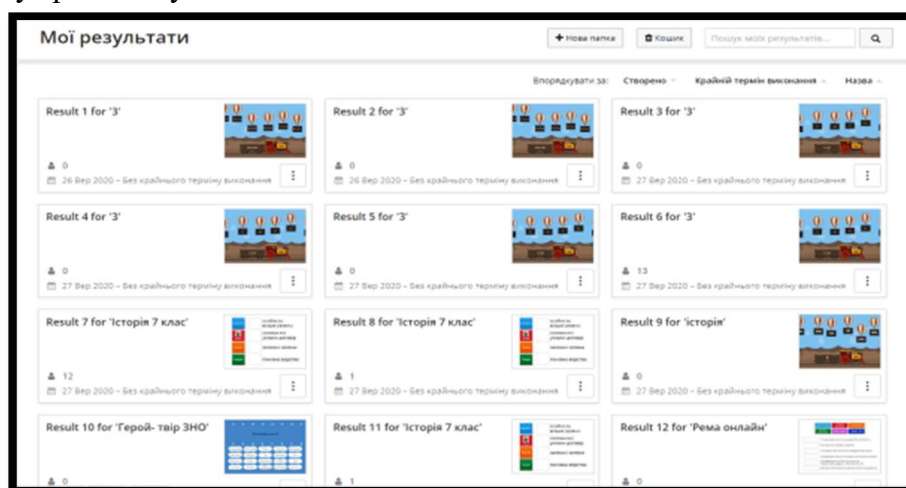 Мої результати
Нова папка
Кошик
Пошук моїх результатів...
Впорядкувати за: Створено Крайній термін виконання Назва
Result 1 for '3'
0
26 Вер 2020 – Без крайнього терміну виконання
Result 2 for '3'
0
26 Вер 2020 – Без крайнього терміну виконання
Result 3 for '3'
0
27 Вер 2020 – Без крайнього терміну виконання
Result 4 for '3'
0
27 Вер 2020 – Без крайнього терміну виконання
Result 5 for '3'
0
27 Вер 2020 – Без крайнього терміну виконання
Result 6 for '3'
13
27 Вер 2020 – Без крайнього терміну виконання
Result 7 for 'Історія 7 клас'
12
27 Вер 2020 – Без крайнього терміну виконання
Result 8 for 'Історія 7 клас'
1
27 Вер 2020 – Без крайнього терміну виконання
Result 9 for 'історія'
0
27 Вер 2020 – Без крайнього терміну виконання
Result 10 for 'Герой- твір ЗНО'
0
Result 11 for 'Історія 7 клас'
1
Result 12 for 'Рема онлайн'
0